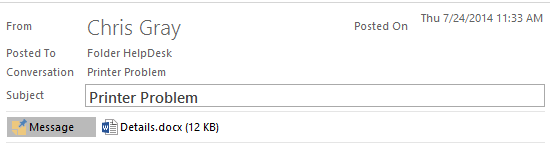 From Chris Gray Posted On Thu 7/24/2014 11:33 AM
Posted To Folder HelpDesk
Conversation Printer Problem
Subject Printer Problem
Message Details.docx (12 KB)